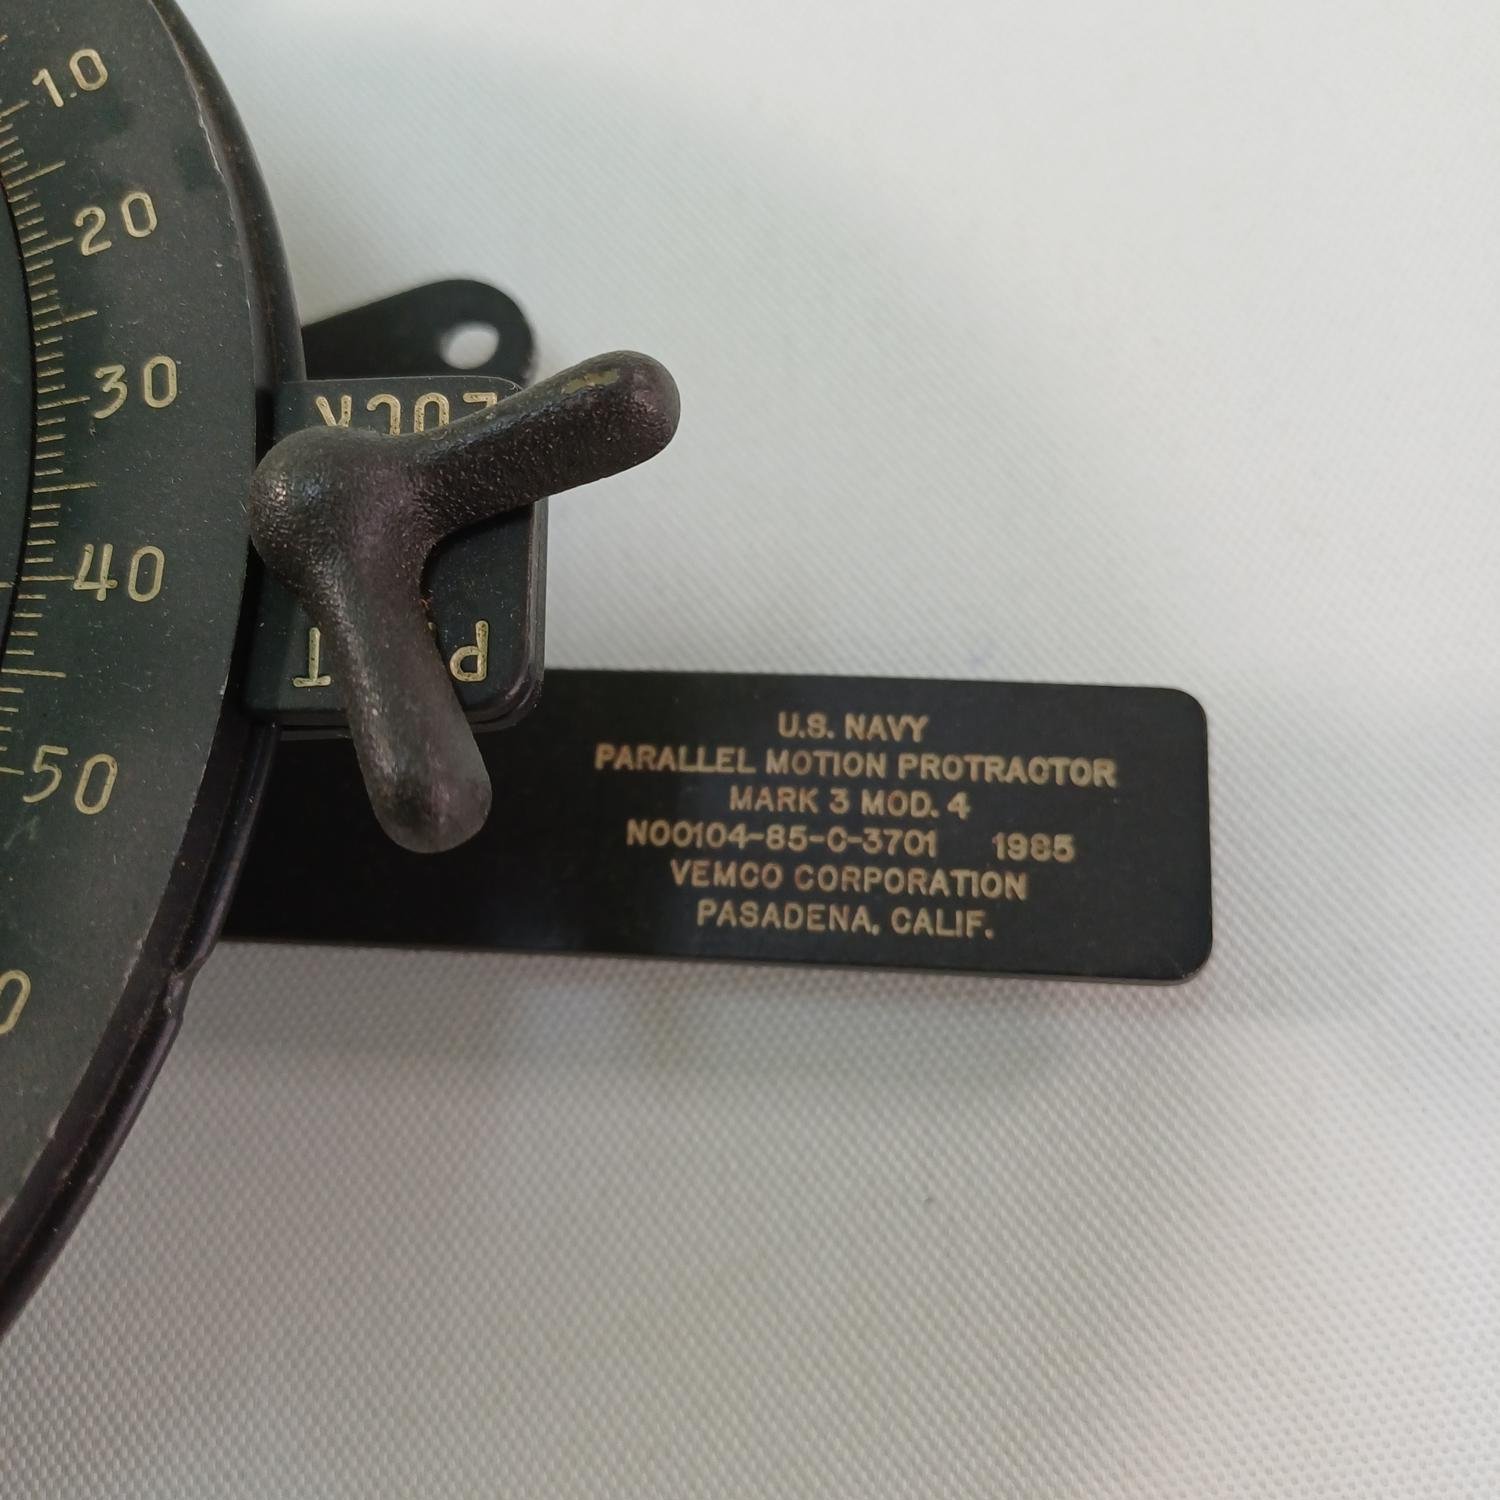 10
20
30
40
50
0
LOCK
U.S. NAVY
PARALLEL MOTION PROTRACTOR
MARK 3 MOD. 4
N00104-85-C-3701 1985
VEMCO CORPORATION
PASADENA, CALIF.